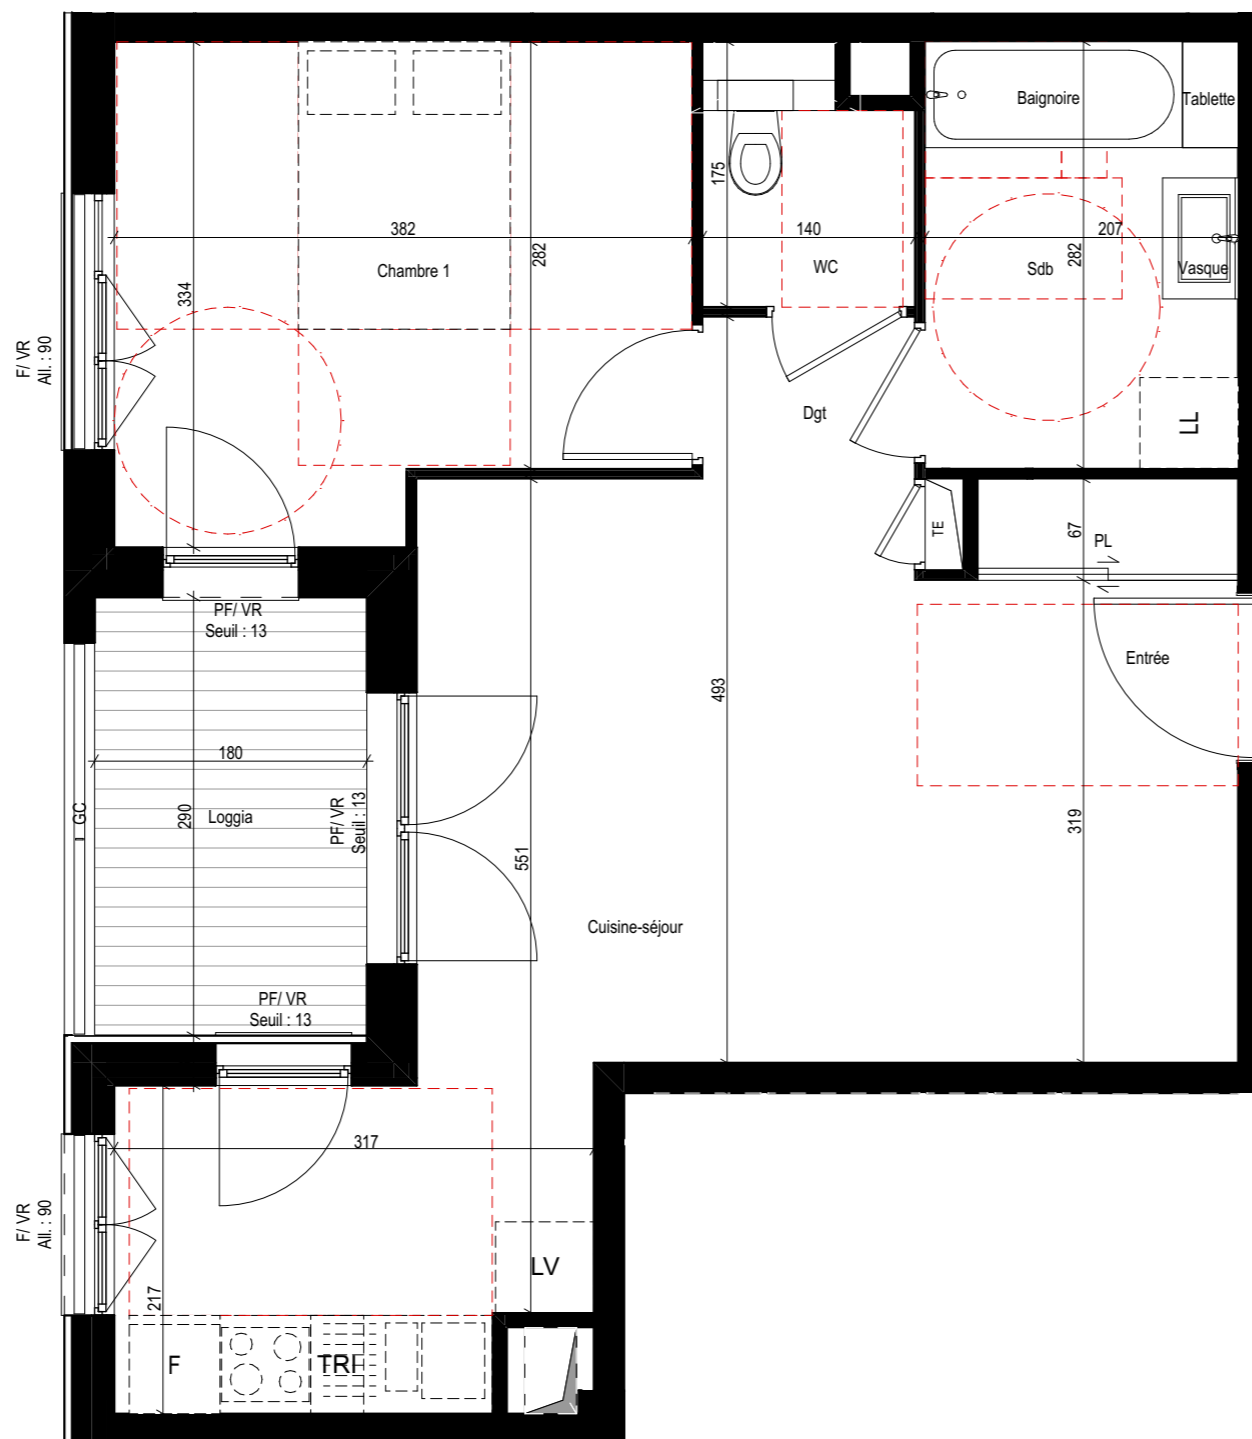 Baignoire
Tablette
175
382
282
140
207
282
Chambre 1
WC
Sdb
Vasque
334
F/ VR
All. : 90
Dgt
LL
TE
67
PL
PF/ VR
Seuil : 13
Entrée
493
180
290
Loggia
GC
PF/ VR
Seuil : 13
319
551
Cuisine-séjour
PF/ VR
Seuil : 13
317
F/ VR
All. : 90
217
LV
F
TRI